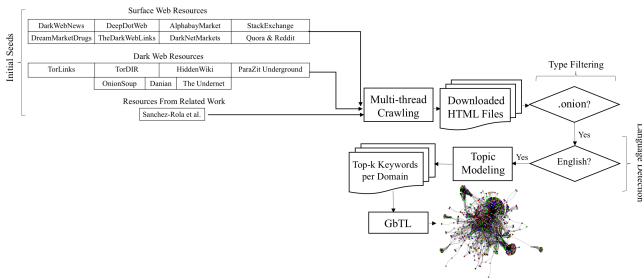 Surface Web Resources
DarkWebNews DeepDotWeb AlphabayMarket StackExchange
DreamMarketDrugs TheDarkWebLinks DarkNetMarkets Quora & Reddit
Initial Seeds
Dark Web Resources
TorLinks TorDIR HiddenWiki ParaZit Underground
OnionSoup Danian The Undernet
Resources From Related Work
Sanchez-Rola et al.
Multi-thread
Crawling
Downloaded
HTML Files
Type Filtering
.onion?
Yes
English?
Language Detection
Yes
Topic
Modeling
Top-k Keywords
per Domain
GbTL